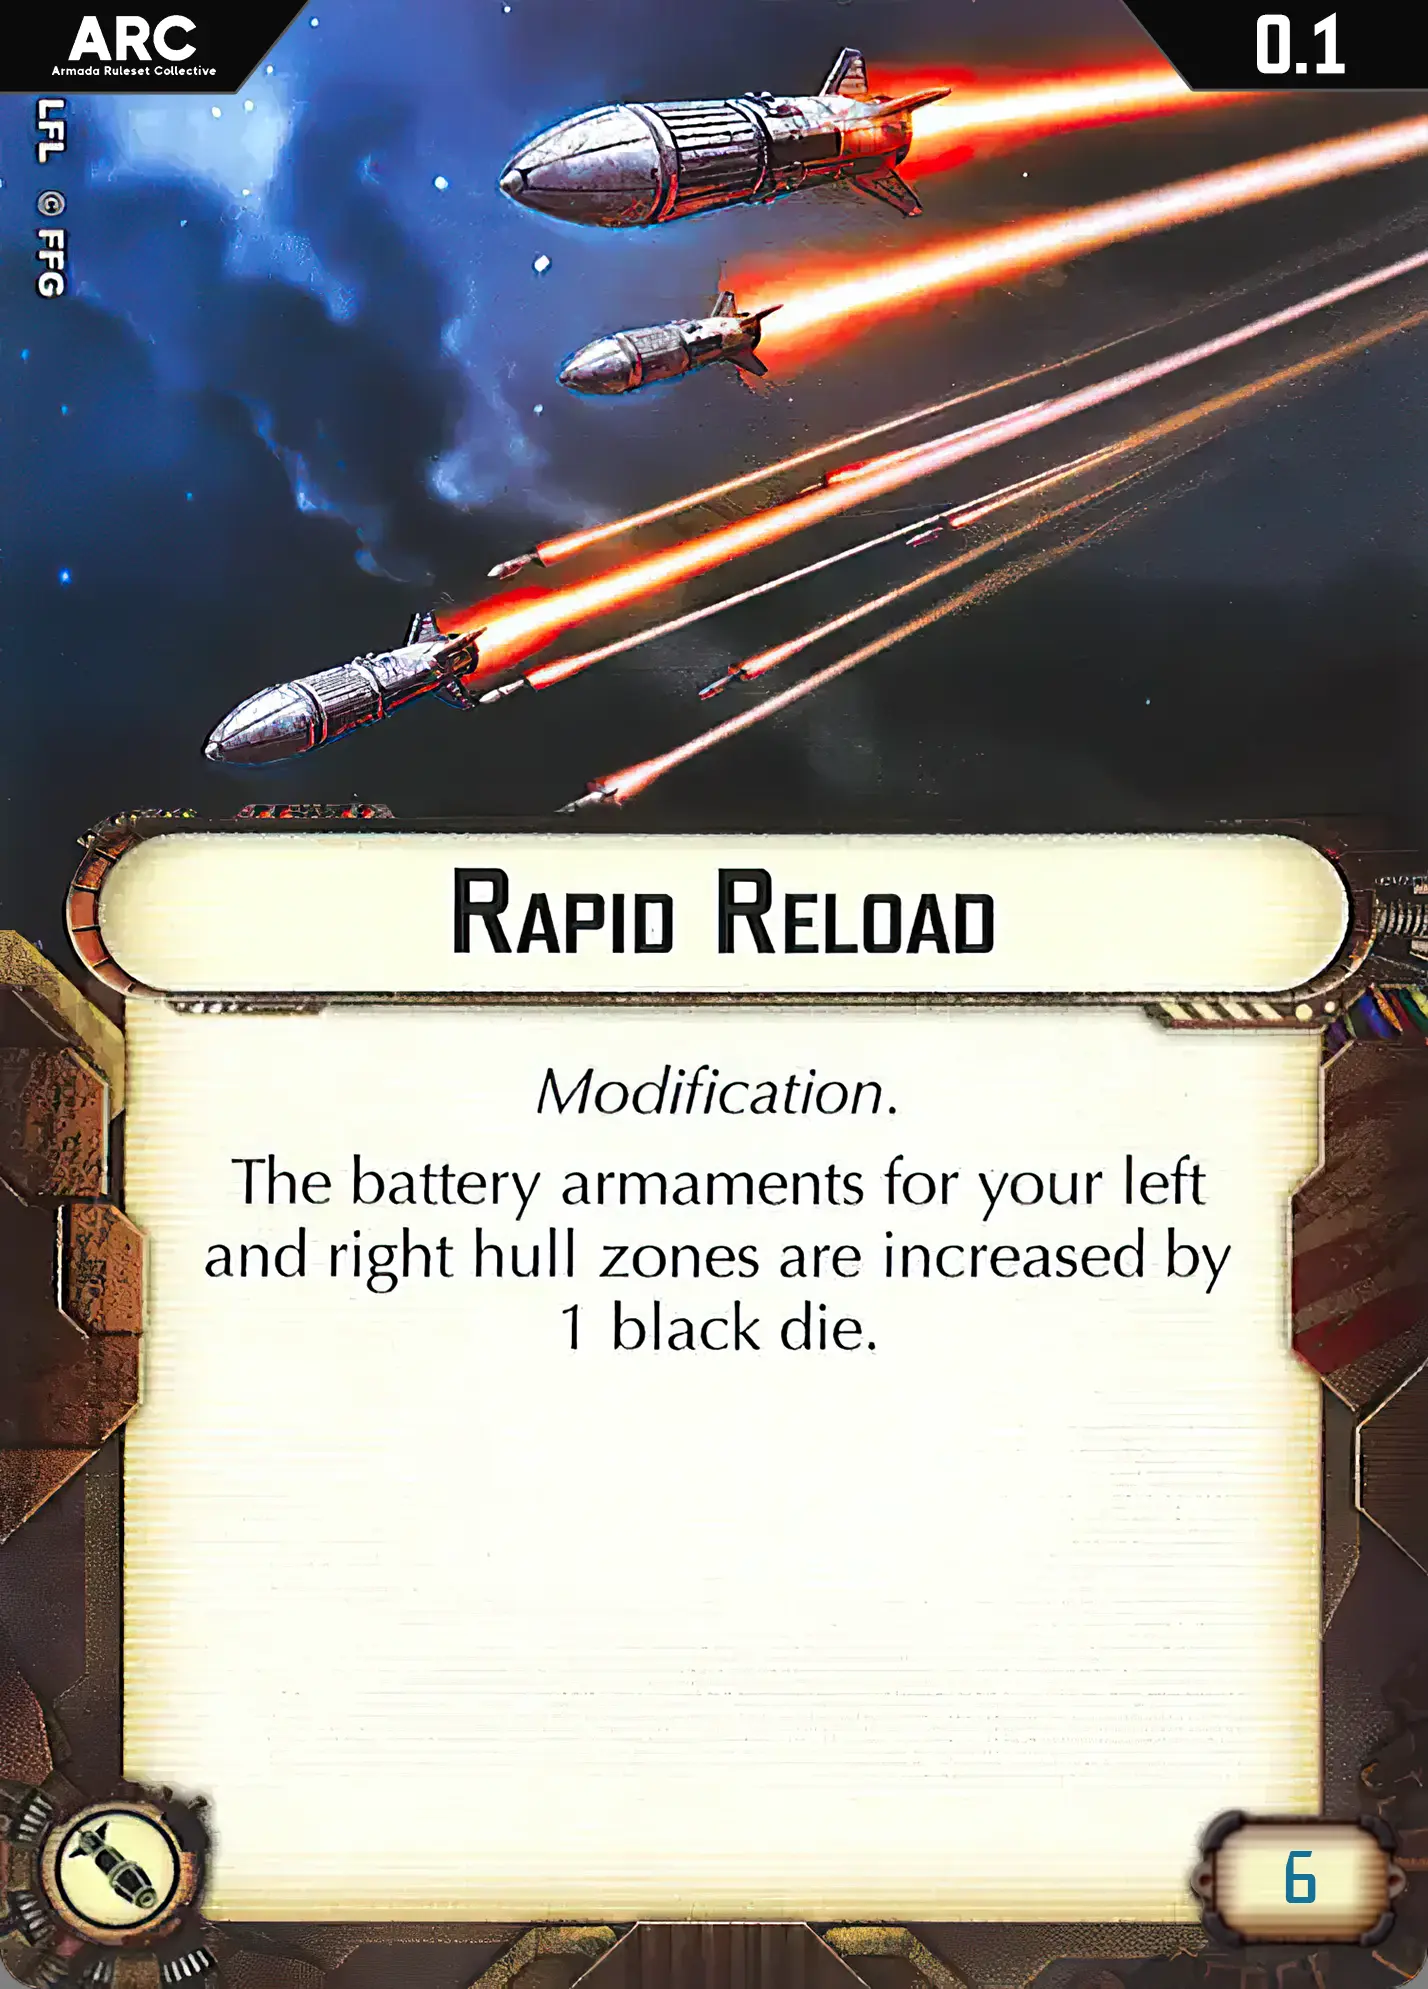 ARC
Armada Ruleset Collective
0.1
LFL © FFG
Rapid Reload
Modification.
The battery armaments for your left
and right hull zones are increased by
1 black die.
6